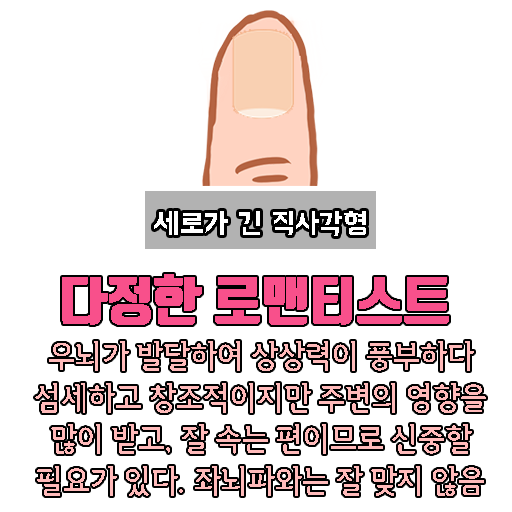 세로가 긴 직사각형
다정한 로맨티스트
우뇌가 발달하여 상상력이 풍부하다
섬세하고 창조적이지만 주변의 영향을
많이 받고, 잘 속는 편이므로 신중할
필요가 있다. 좌뇌파와는 잘 맞지 않음